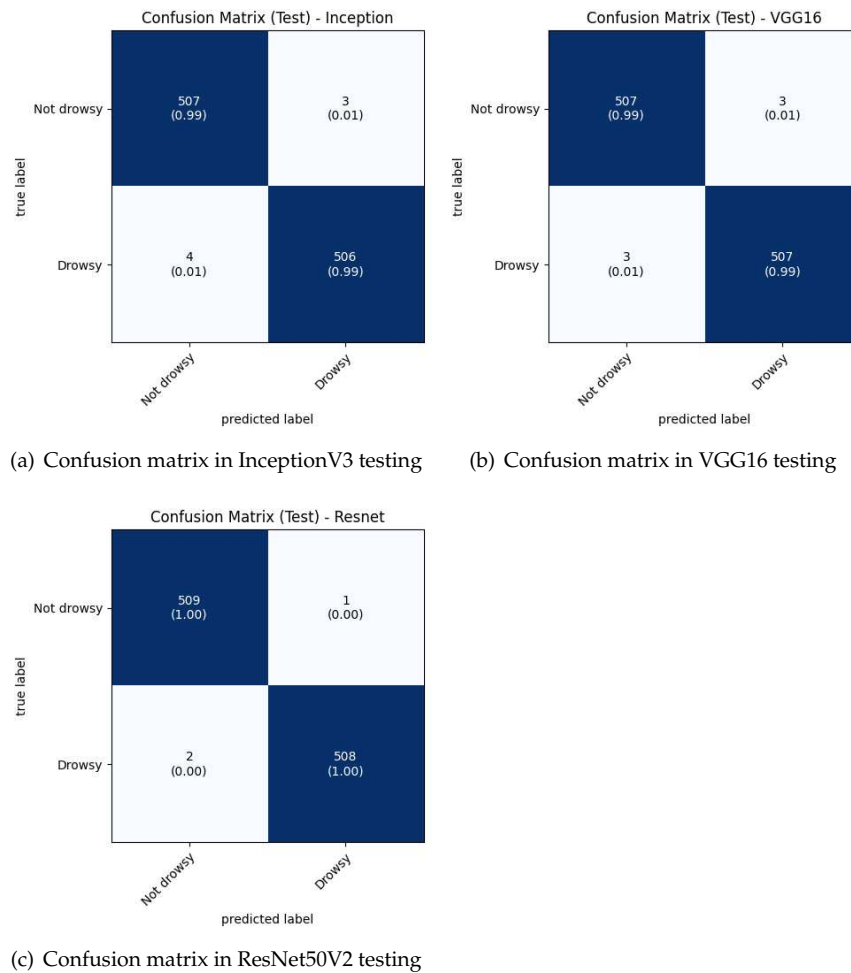 Confusion Matrix (Test) - Inception
Not drowsy
507
(0.99)
3
(0.01)
true label
Drowsy
4
(0.01)
506
(0.99)
Not drowsy
Drowsy
predicted label
(a) Confusion matrix in InceptionV3 testing
Confusion Matrix (Test) - VGG16
Not drowsy
507
(0.99)
3
(0.01)
true label
Drowsy
3
(0.01)
507
(0.99)
Not drowsy
Drowsy
predicted label
(b) Confusion matrix in VGG16 testing
Confusion Matrix (Test) - Resnet
Not drowsy
509
(1.00)
1
(0.00)
true label
Drowsy
2
(0.00)
508
(1.00)
Not drowsy
Drowsy
predicted label
(c) Confusion matrix in ResNet50V2 testing